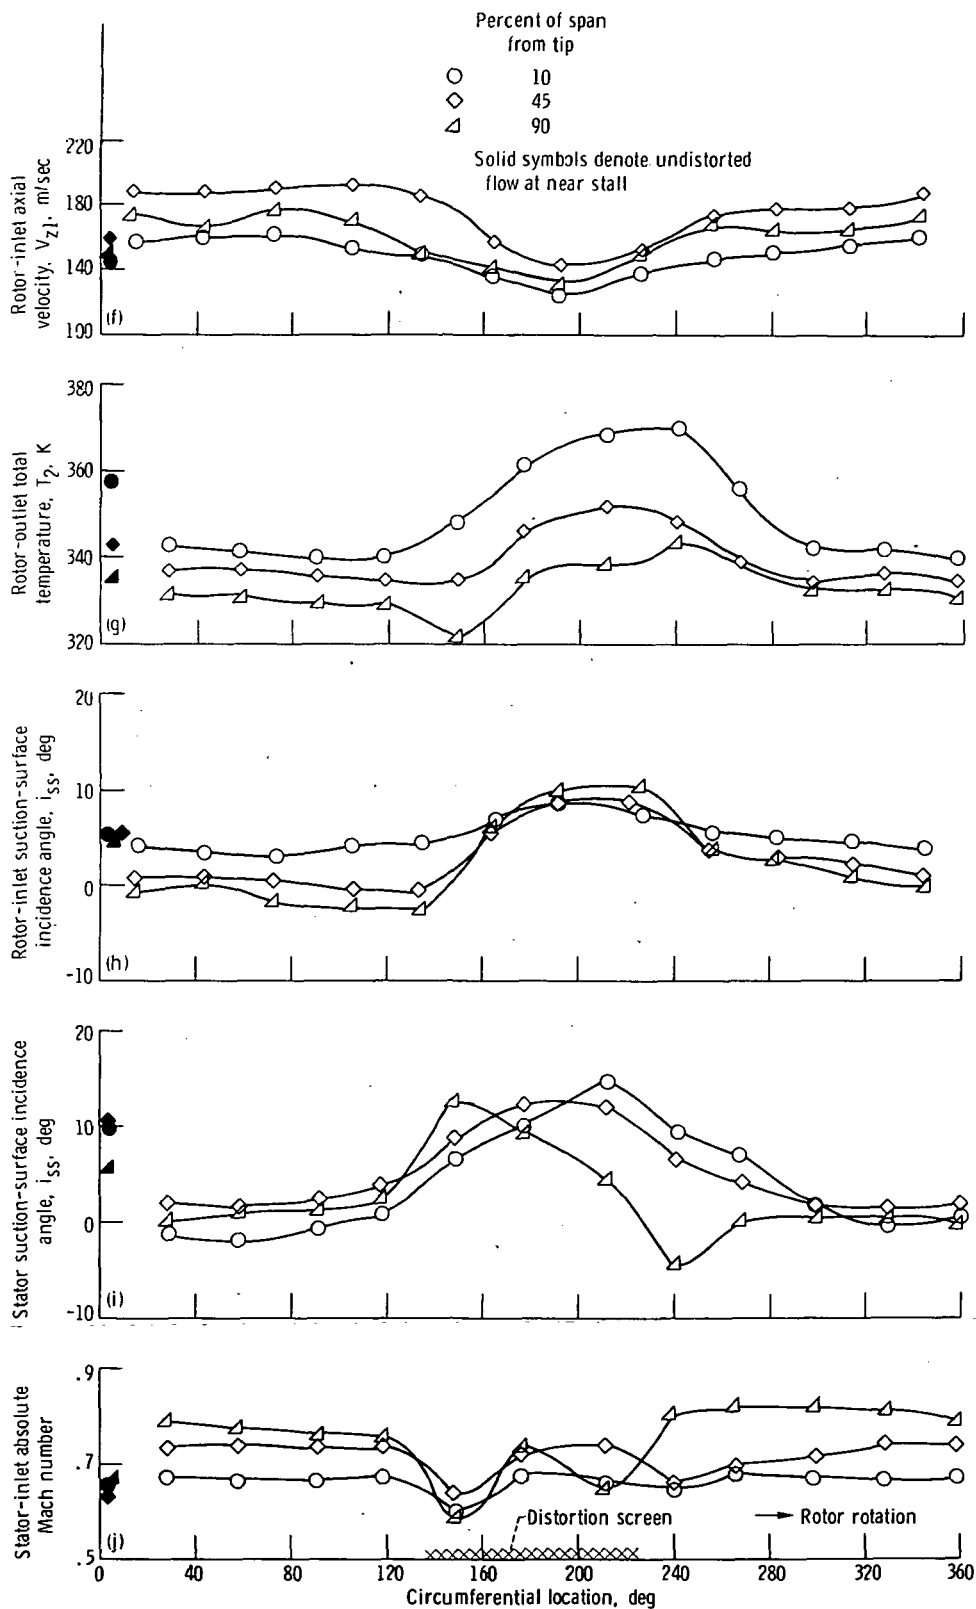 Percent of span
from tip
10
45
90
Solid symbols denote undistorted
flow at near stall
Rotor-inlet axial
velocity, Vz1, m/sec
220
180
140
100
(f)
Rotor-outlet total
temperature, T2, K
380
360
340
320
(g)
Rotor-inlet suction-surface
incidence angle, iss, deg
20
10
0
-10
(h)
Stator suction-surface incidence
angle, iss, deg
20
10
0
-10
(i)
Stator-inlet absolute
Mach number
.9
.7
.5
(j)
Distortion screen
Rotor rotation
0 40 80 120 160 200 240 280 320 360
Circumferential location, deg